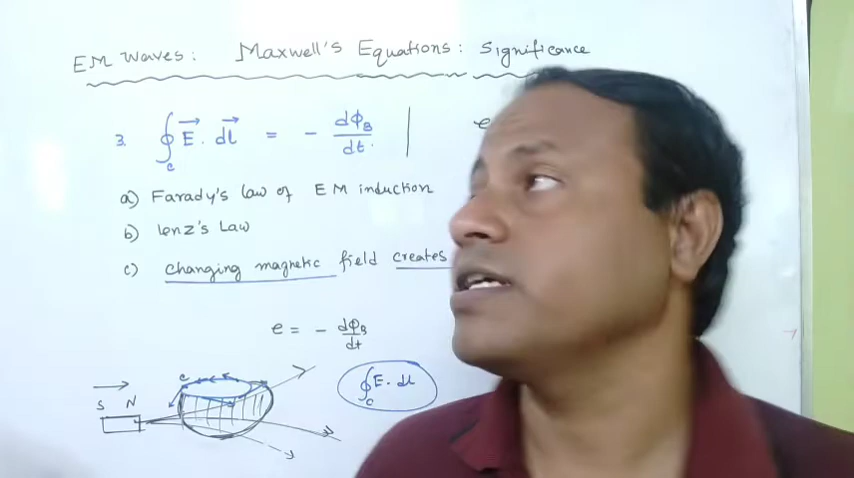 EM Waves: Maxwell's Equations: Significance
3. ∮c E⃗ . dl⃗ = - dϕB/dt.
e
a) Farady's law of EM induction
b) lenz's Law
c) changing magnetic field creates
e = - dϕB/dt
∮c E. dl
c
S N